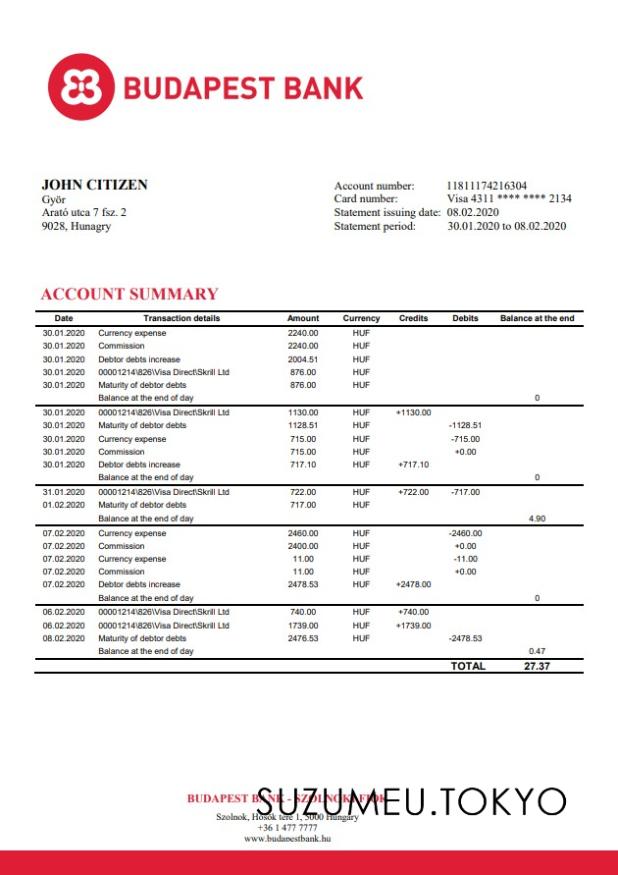 BUDAPEST BANK
JOHN CITIZEN
Györ
Arató utca 7 fsz. 2
9028, Hunagry
Account number: 11811174216304
Card number: Visa 4311 **** **** 2134
Statement issuing date: 08.02.2020
Statement period: 30.01.2020 to 08.02.2020
ACCOUNT SUMMARY
Date Transaction details Amount Currency Credits Debits Balance at the end
30.01.2020 Currency expense 2240.00 HUF
30.01.2020 Commission 2240.00 HUF
30.01.2020 Debtor debts increase 2004.51 HUF
30.01.2020 00001214\826\Visa Direct\Skrill Ltd 876.00 HUF
30.01.2020 Maturity of debtor debts 876.00 HUF
Balance at the end of day 0
30.01.2020 00001214\826\Visa Direct\Skrill Ltd 1130.00 HUF +1130.00
30.01.2020 Maturity of debtor debts 1128.51 HUF -1128.51
30.01.2020 Currency expense 715.00 HUF -715.00
30.01.2020 Commission 715.00 HUF +0.00
30.01.2020 Debtor debts increase 717.10 HUF +717.10
Balance at the end of day 0
31.01.2020 00001214\826\Visa Direct\Skrill Ltd 722.00 HUF +722.00 -717.00
01.02.2020 Maturity of debtor debts 717.00 HUF
Balance at the end of day 4.90
07.02.2020 Currency expense 2460.00 HUF -2460.00
07.02.2020 Commission 2400.00 HUF +0.00
07.02.2020 Currency expense 11.00 HUF -11.00
07.02.2020 Commission 11.00 HUF +0.00
07.02.2020 Debtor debts increase 2478.53 HUF +2478.00
Balance at the end of day 0
06.02.2020 00001214\826\Visa Direct\Skrill Ltd 740.00 HUF +740.00
06.02.2020 00001214\826\Visa Direct\Skrill Ltd 1739.00 HUF +1739.00
08.02.2020 Maturity of debtor debts 2476.53 HUF -2478.53
Balance at the end of day 0.47
TOTAL 27.37
BUDAPEST BANK - SZOLNOKI FIÓK
SUZUMEU.TOKYO
Szolnok, Hősök tere 1, 5000 Hungary
+36 1 477 7777
www.budapestbank.hu